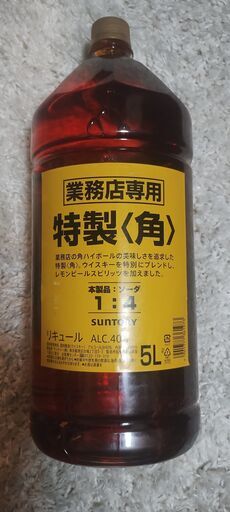 業務店専用
特製〈角〉
業務店の角ハイボールの美味しさを追求した
特製〈角〉。ウイスキーを特別にブレンドし、
レモンピールスピリッツを加えました。
本製品：ソーダ
1:4
SUNTORY
リキュール ALC.40
5L